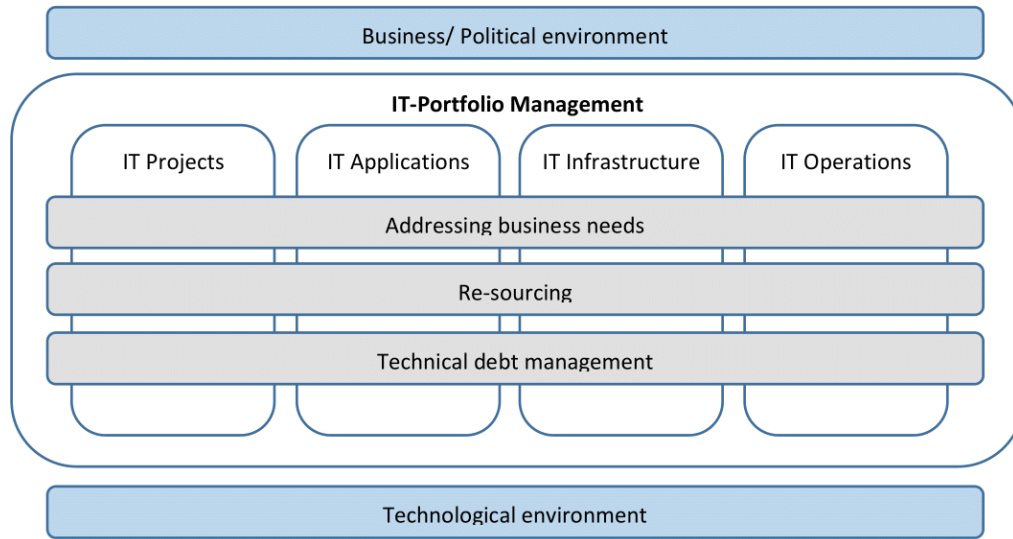 Business/ Political environment
IT-Portfolio Management
IT Projects
IT Applications
IT Infrastructure
IT Operations
Addressing business needs
Re-sourcing
Technical debt management
Technological environment